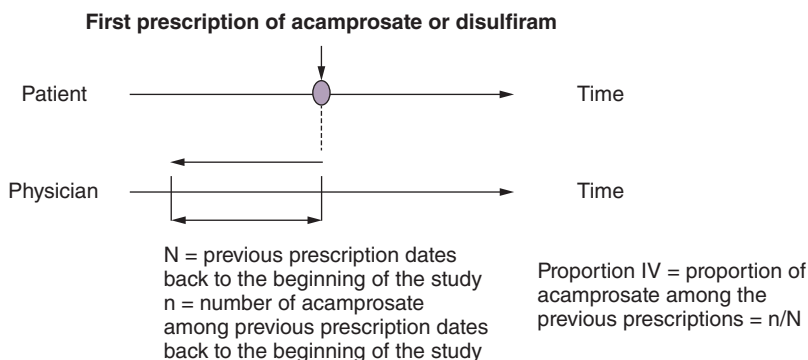 First prescription of acamprosate or disulfiram
Patient
Time
Physician
Time
N = previous prescription dates
back to the beginning of the study
n = number of acamprosate
among previous prescription dates
back to the beginning of the study
Proportion IV = proportion of
acamprosate among the
previous prescriptions = n/N